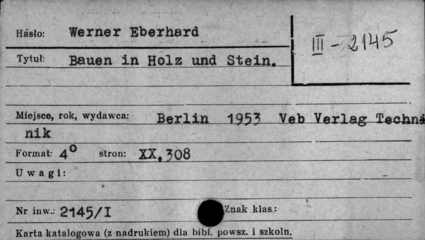 Hasło: Werner Eberhard
III - 2145
Tytuł: Bauen in Holz und Stein.
Miejsce, rok, wydawca: Berlin 1953 Veb Verlag Techni
nik
Format: 4° stron: XX,308
Uwagi:
Nr inw.: 2145/I Znak klas.:
Karta katalogowa (z nadrukiem) dla bibl. powsz. i szkoln.